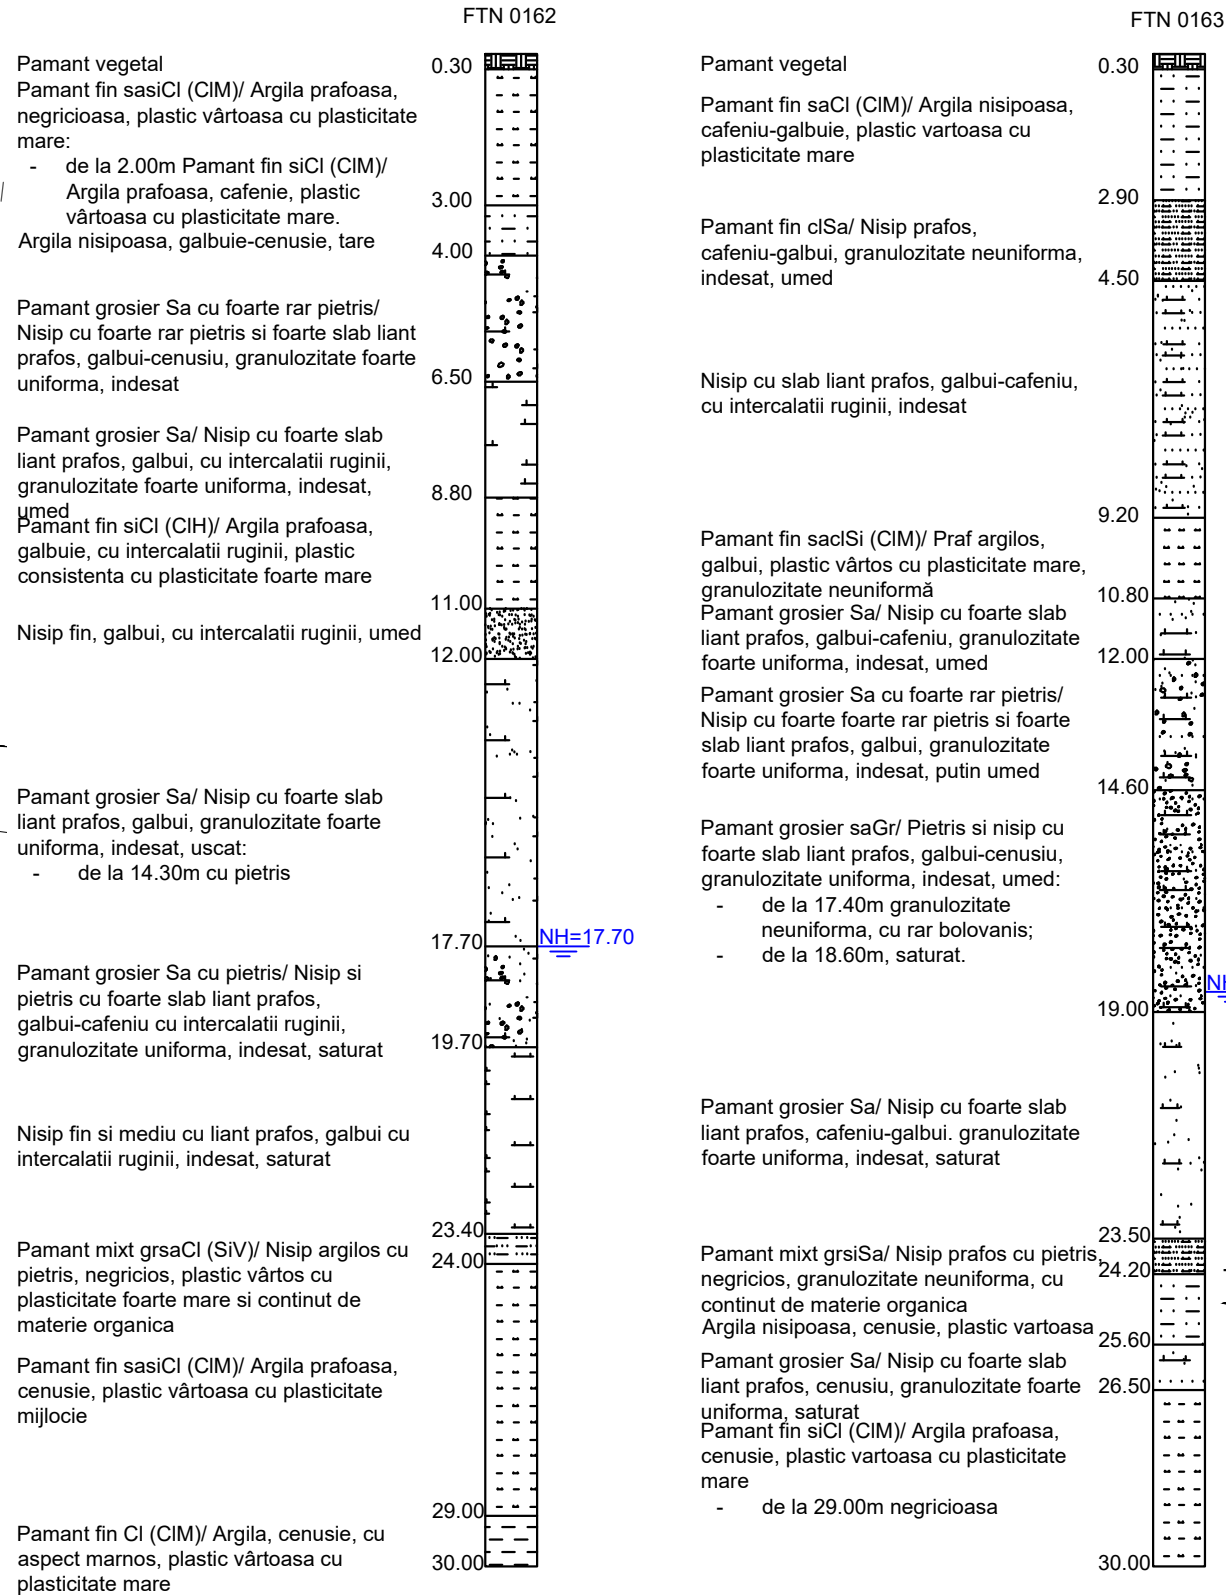 FTN 0162
Pamant vegetal
0.30
Pamant fin sasiCl (ClM)/ Argila prafoasa,
negricioasa, plastic vârtoasa cu plasticitate
mare:
- de la 2.00m Pamant fin siCl (ClM)/
Argila prafoasa, cafenie, plastic
vârtoasa cu plasticitate mare.
3.00
Argila nisipoasa, galbuie-cenusie, tare
4.00
Pamant grosier Sa cu foarte rar pietris/
Nisip cu foarte rar pietris si foarte slab liant
prafos, galbui-cenusiu, granulozitate foarte
uniforma, indesat
6.50
Pamant grosier Sa/ Nisip cu foarte slab
liant prafos, galbui, cu intercalatii ruginii,
granulozitate foarte uniforma, indesat,
umed
8.80
Pamant fin siCl (ClH)/ Argila prafoasa,
galbuie, cu intercalatii ruginii, plastic
consistenta cu plasticitate foarte mare
11.00
Nisip fin, galbui, cu intercalatii ruginii, umed
12.00
Pamant grosier Sa/ Nisip cu foarte slab
liant prafos, galbui, granulozitate foarte
uniforma, indesat, uscat:
- de la 14.30m cu pietris
17.70
NH=17.70
Pamant grosier Sa cu pietris/ Nisip si
pietris cu foarte slab liant prafos,
galbui-cafeniu cu intercalatii ruginii,
granulozitate uniforma, indesat, saturat
19.70
Nisip fin si mediu cu liant prafos, galbui cu
intercalatii ruginii, indesat, saturat
23.40
Pamant mixt grsaCl (SiV)/ Nisip argilos cu
pietris, negricios, plastic vârtos cu
plasticitate foarte mare si continut de
materie organica
24.00
Pamant fin sasiCl (ClM)/ Argila prafoasa,
cenusie, plastic vârtoasa cu plasticitate
mijlocie
29.00
Pamant fin Cl (ClM)/ Argila, cenusie, cu
aspect marnos, plastic vârtoasa cu
plasticitate mare
30.00
FTN 0163
Pamant vegetal
0.30
Pamant fin saCl (ClM)/ Argila nisipoasa,
cafeniu-galbuie, plastic vartoasa cu
plasticitate mare
2.90
Pamant fin clSa/ Nisip prafos,
cafeniu-galbui, granulozitate neuniforma,
indesat, umed
4.50
Nisip cu slab liant prafos, galbui-cafeniu,
cu intercalatii ruginii, indesat
9.20
Pamant fin saclSi (ClM)/ Praf argilos,
galbui, plastic vârtos cu plasticitate mare,
granulozitate neuniformă
10.80
Pamant grosier Sa/ Nisip cu foarte slab
liant prafos, galbui-cafeniu, granulozitate
foarte uniforma, indesat, umed
12.00
Pamant grosier Sa cu foarte rar pietris/
Nisip cu foarte foarte rar pietris si foarte
slab liant prafos, galbui, granulozitate
foarte uniforma, indesat, putin umed
14.60
Pamant grosier saGr/ Pietris si nisip cu
foarte slab liant prafos, galbui-cenusiu,
granulozitate uniforma, indesat, umed:
- de la 17.40m granulozitate
neuniforma, cu rar bolovanis;
- de la 18.60m, saturat.
19.00
Pamant grosier Sa/ Nisip cu foarte slab
liant prafos, cafeniu-galbui. granulozitate
foarte uniforma, indesat, saturat
23.50
Pamant mixt grsiSa/ Nisip prafos cu pietris,
negricios, granulozitate neuniforma, cu
continut de materie organica
24.20
Argila nisipoasa, cenusie, plastic vartoasa
25.60
Pamant grosier Sa/ Nisip cu foarte slab
liant prafos, cenusiu, granulozitate foarte
uniforma, saturat
26.50
Pamant fin siCl (ClM)/ Argila prafoasa,
cenusie, plastic vartoasa cu plasticitate
mare
- de la 29.00m negricioasa
30.00